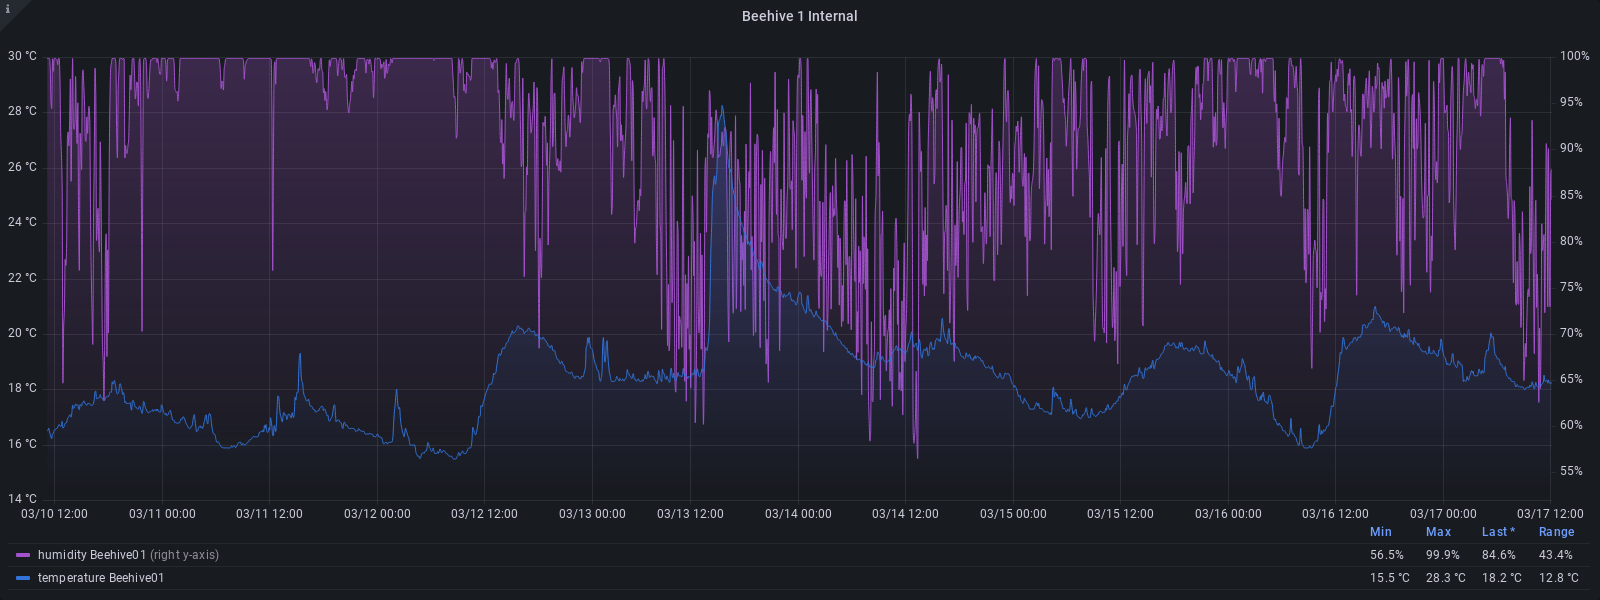 i
Beehive 1 Internal
30 °C 100%
28 °C 95%
26 °C 90%
24 °C 85%
22 °C 80%
20 °C 75%
18 °C 70%
16 °C 65%
14 °C 60%
55%
03/10 12:00 03/11 00:00 03/11 12:00 03/12 00:00 03/12 12:00 03/13 00:00 03/13 12:00 03/14 00:00 03/14 12:00 03/15 00:00 03/15 12:00 03/16 00:00 03/16 12:00 03/17 00:00 03/17 12:00
Min Max Last * Range
humidity Beehive01 (right y-axis) 56.5% 99.9% 84.6% 43.4%
temperature Beehive01 15.5 °C 28.3 °C 18.2 °C 12.8 °C